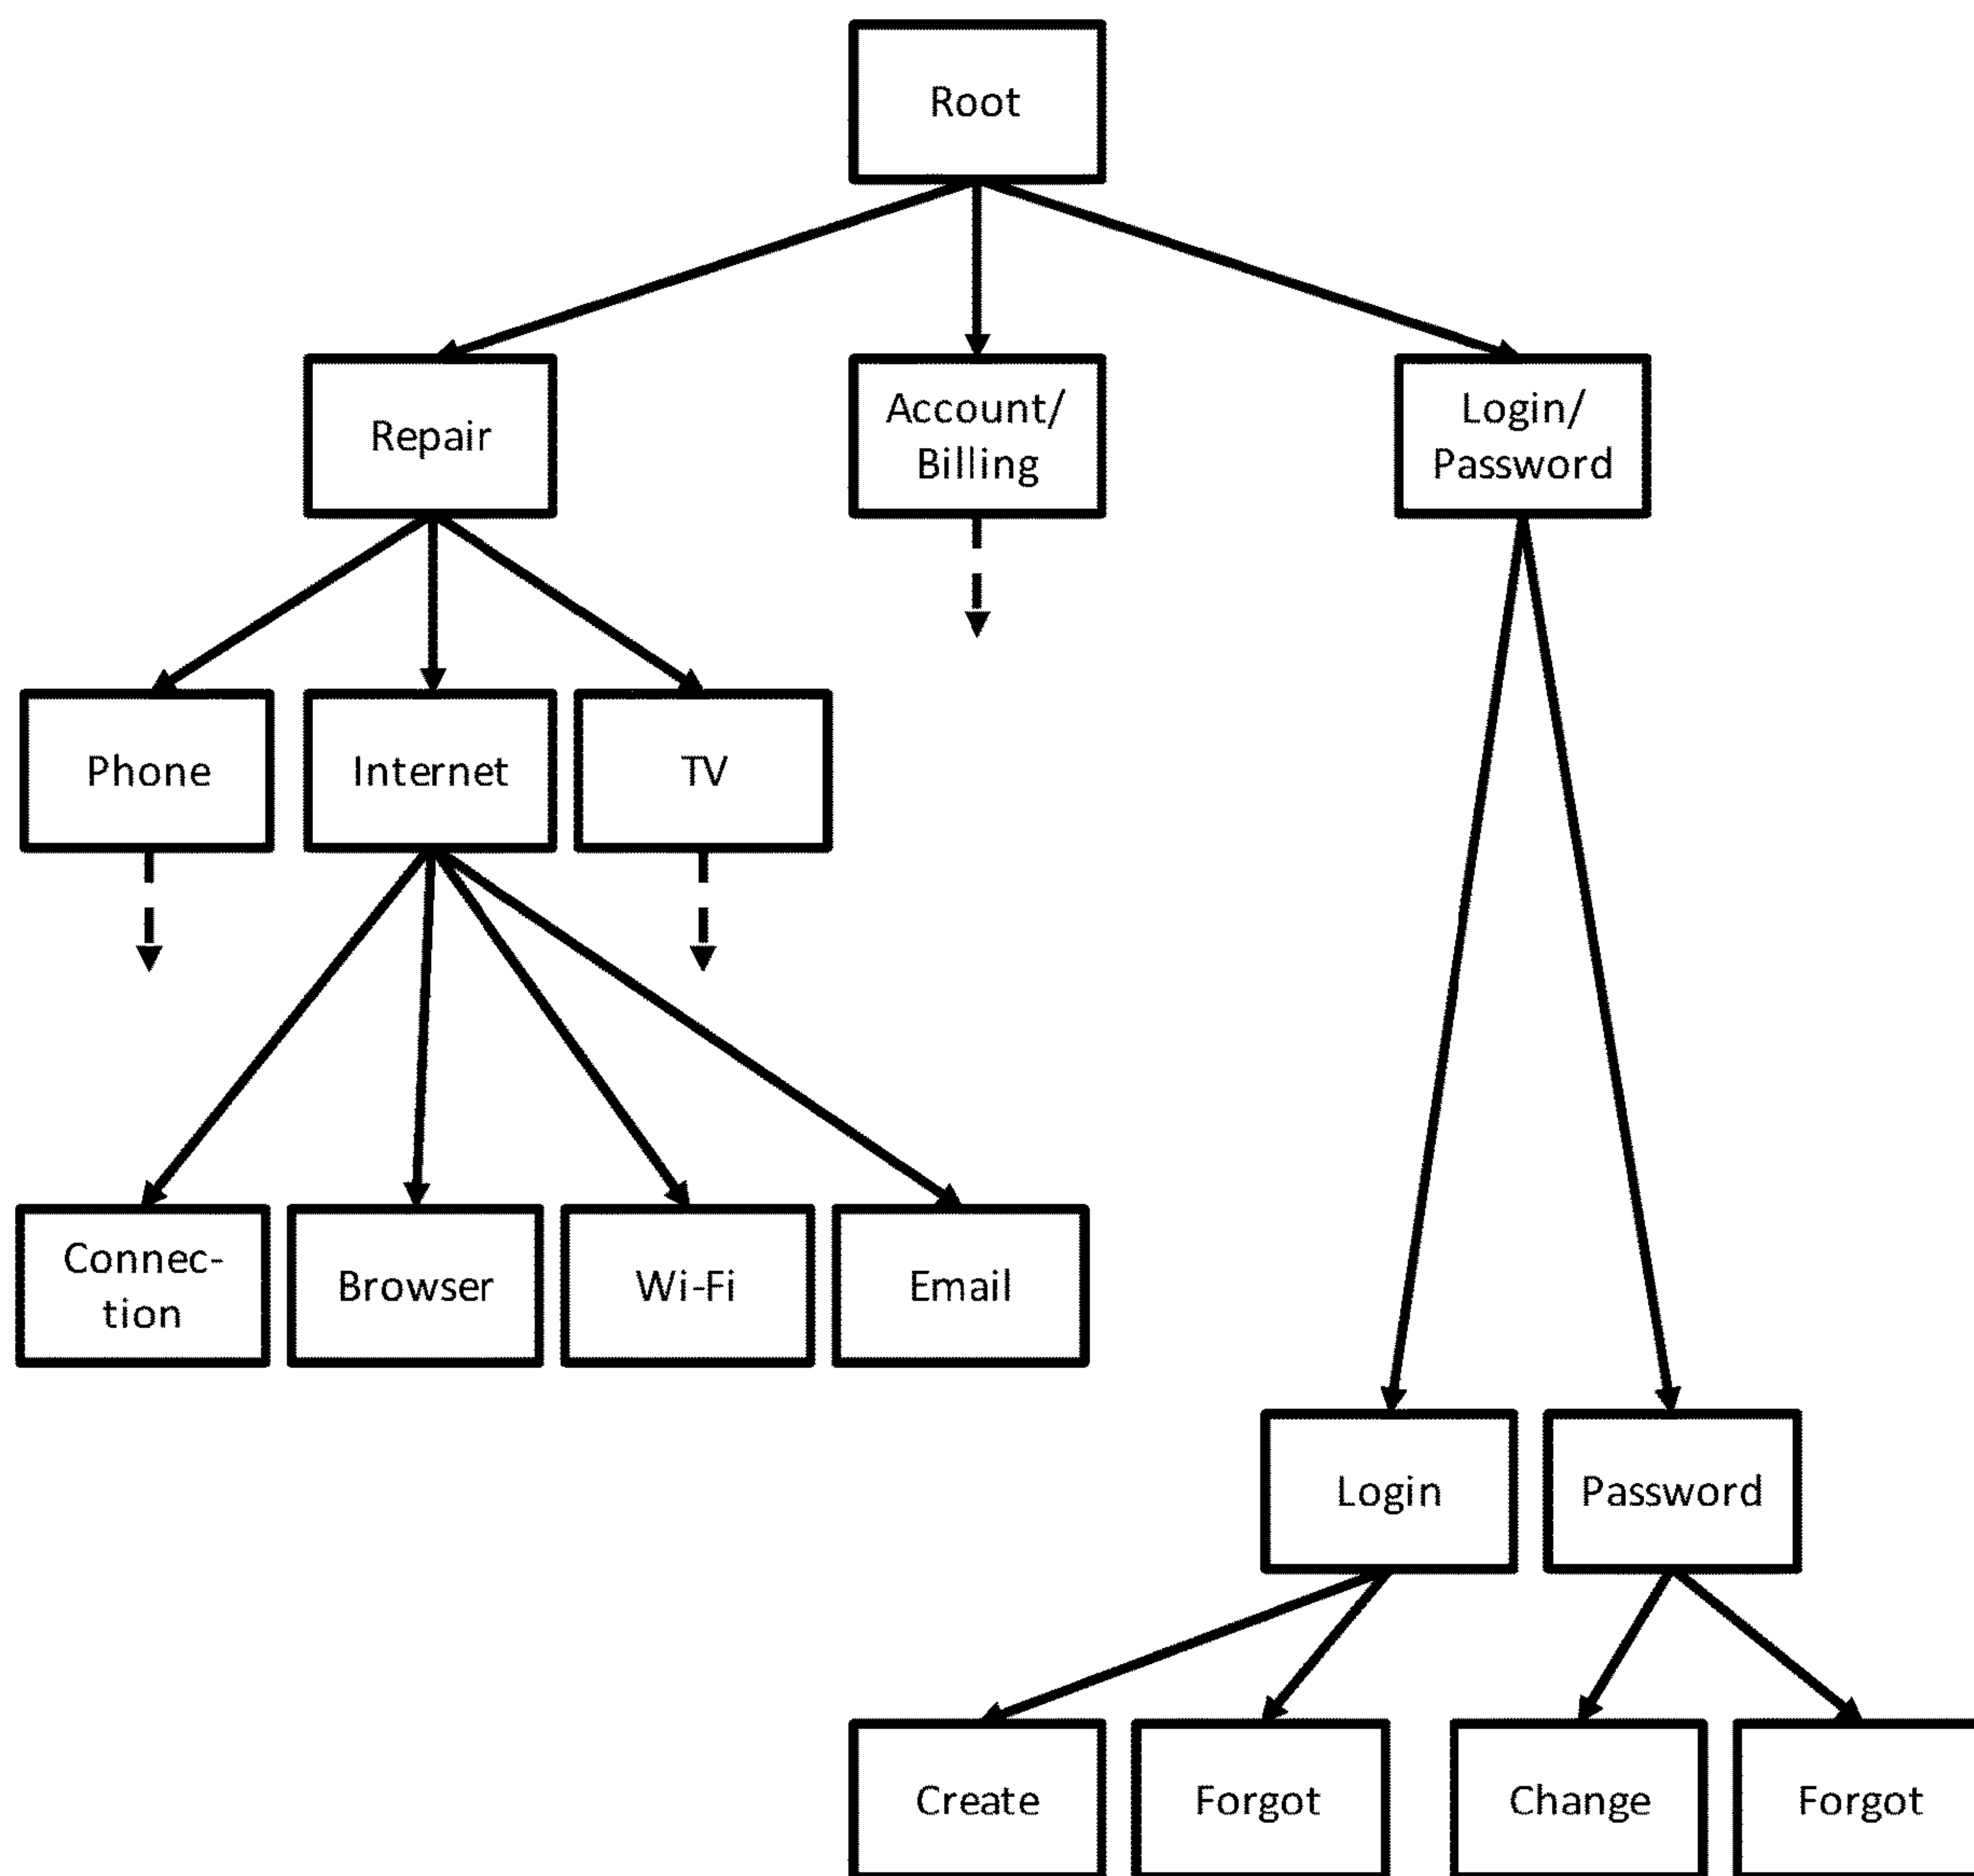 Root
Repair
Account/
Billing
Login/
Password
Phone
Internet
TV
Connec-
tion
Browser
Wi-Fi
Email
Login
Password
Create
Forgot
Change
Forgot